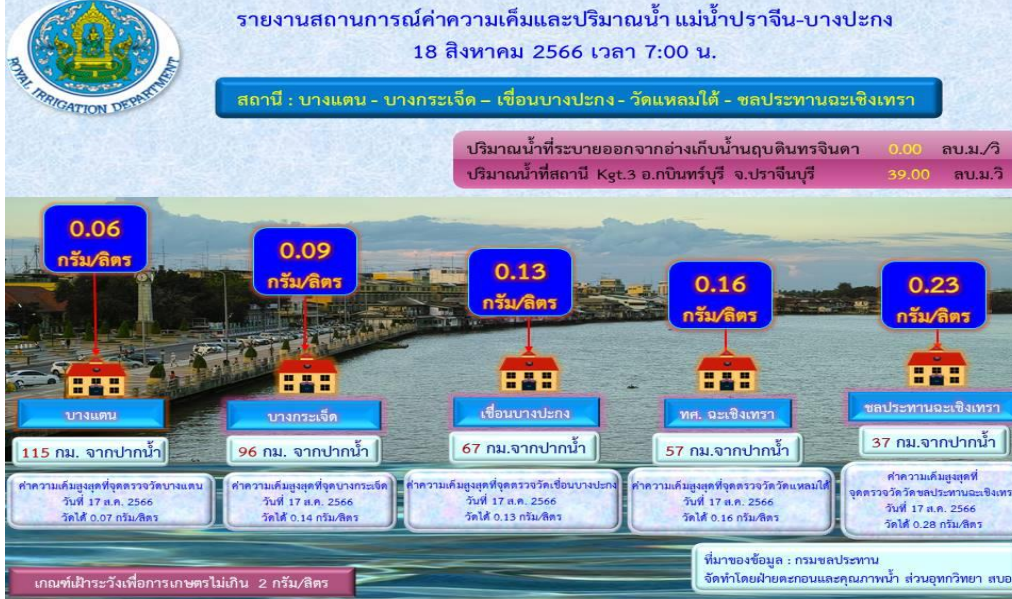 ROYAL IRRIGATION DEPARTMENT
รายงานสถานการณ์ค่าความเค็มและปริมาณน้ำ แม่น้ำปราจีน-บางปะกง
18 สิงหาคม 2566 เวลา 7:00 น.
สถานี : บางแตน - บางกระเจ็ด – เขื่อนบางปะกง - วัดแหลมใต้ - ชลประทานฉะเชิงเทรา
ปริมาณน้ำที่ระบายออกจากอ่างเก็บน้ำนฤบดินทรจินดา 0.00 ลบ.ม./วิ
ปริมาณน้ำที่สถานี Kgt.3 อ.กบินทร์บุรี จ.ปราจีนบุรี 39.00 ลบ.ม.วิ
0.06
กรัม/ลิตร
0.09
กรัม/ลิตร
0.13
กรัม/ลิตร
0.16
กรัม/ลิตร
0.23
กรัม/ลิตร
บางแตน
บางกระเจ็ด
เขื่อนบางปะกง
ทศ. ฉะเชิงเทรา
ชลประทานฉะเชิงเทรา
115 กม. จากปากน้ำ
96 กม. จากปากน้ำ
67 กม. จากปากน้ำ
57 กม. จากปากน้ำ
37 กม.จากปากน้ำ
ค่าความเค็มสูงสุดที่จุดตรวจวัดบางแตน
วันที่ 17 ส.ค. 2566
วัดได้ 0.07 กรัม/ลิตร
ค่าความเค็มสูงสุดที่จุดบางกระเจ็ด
วันที่ 17 ส.ค. 2566
วัดได้ 0.14 กรัม/ลิตร
ค่าความเค็มสูงสุดที่จุดตรวจวัดเขื่อนบางปะกง
วันที่ 17 ส.ค. 2566
วัดได้ 0.13 กรัม/ลิตร
ค่าความเค็มสูงสุดที่จุดตรวจวัดวัดแหลมใต้
วันที่ 17 ส.ค. 2566
วัดได้ 0.16 กรัม/ลิตร
ค่าความเค็มสูงสุดที่
จุดตรวจวัดวัดชลประทานฉะเชิงเทร
วันที่ 17 ส.ค. 2566
วัดได้ 0.28 กรัม/ลิตร
เกณฑ์เฝ้าระวังเพื่อการเกษตรไม่เกิน 2 กรัม/ลิตร
ที่มาของข้อมูล : กรมชลประทาน
จัดทำโดยฝ่ายตะกอนและคุณภาพน้ำ ส่วนอุทกวิทยา สบอ